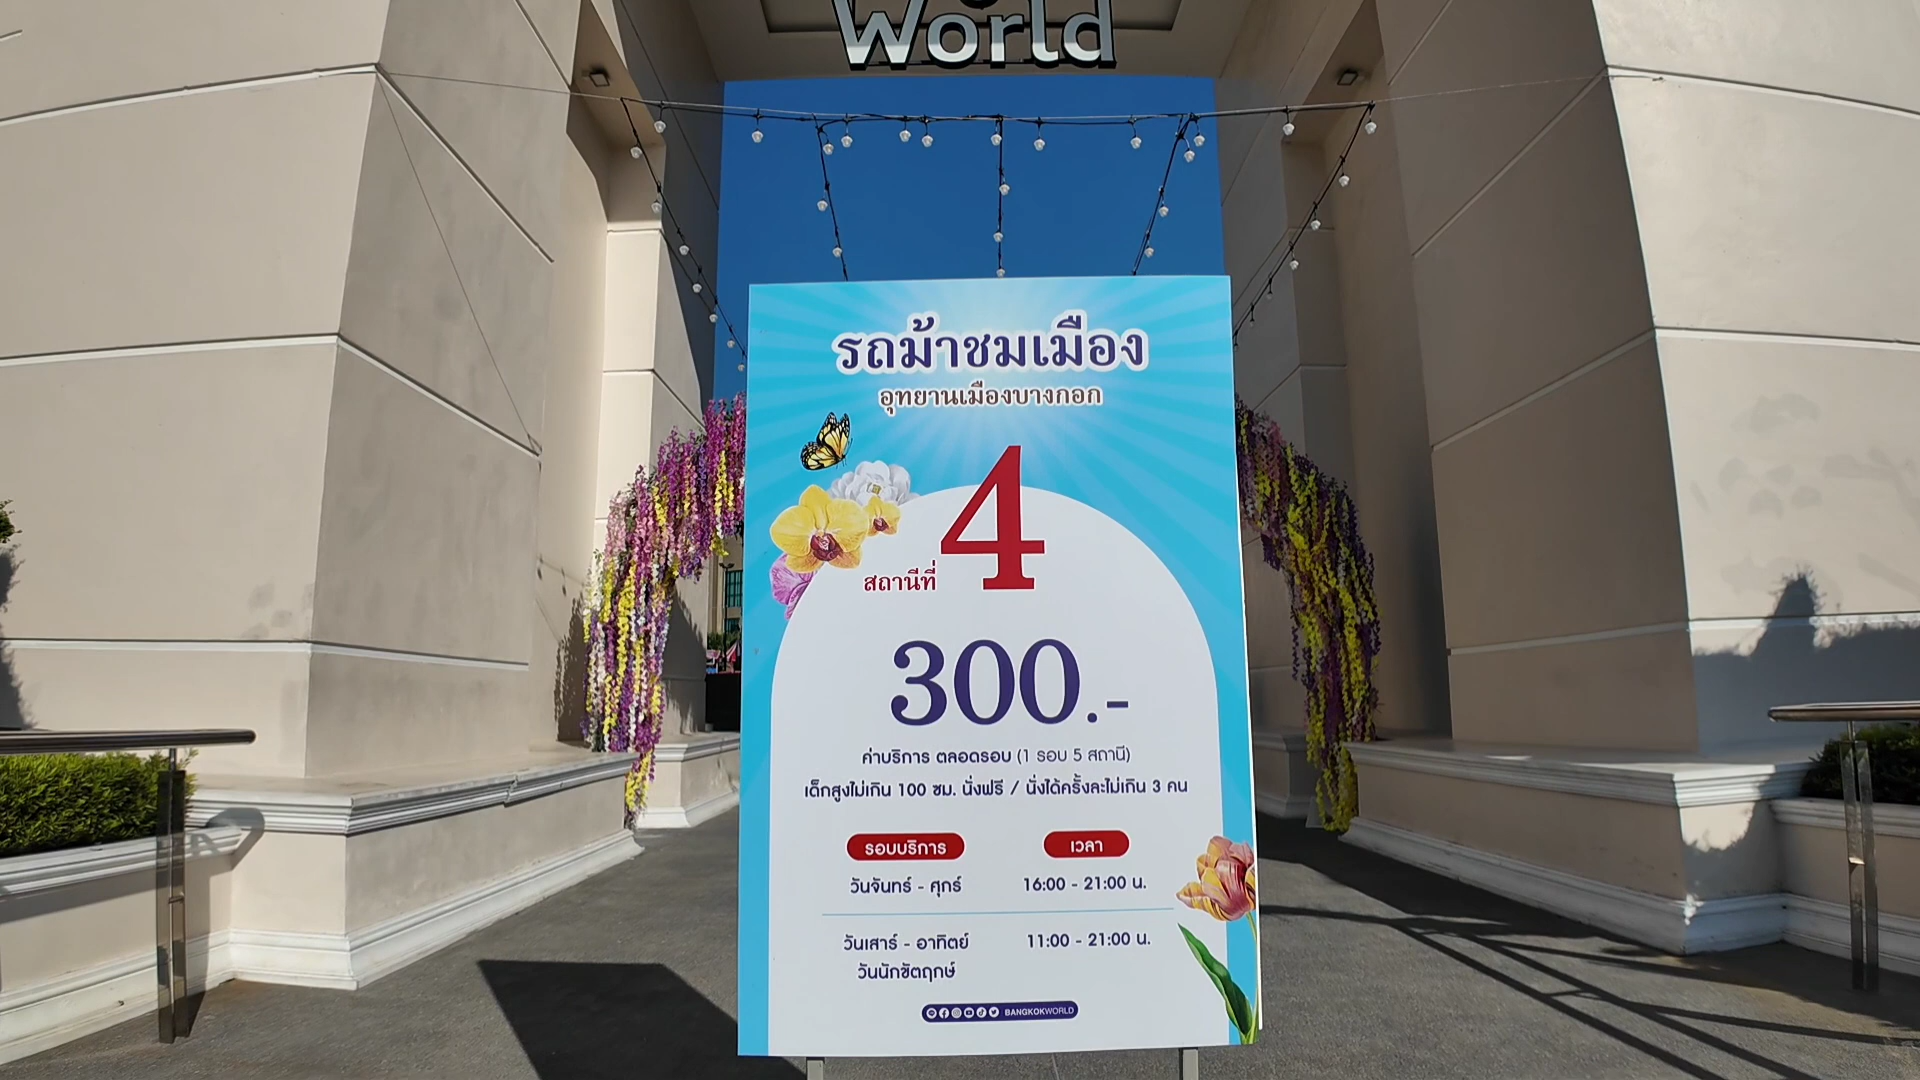 World
รถม้าชมเมือง
อุทยานเมืองบางกอก
สถานีที่ 4
300.-
ค่าบริการ ตลอดรอบ (1 รอบ 5 สถานี)
เด็กสูงไม่เกิน 100 ซม. นั่งฟรี / นั่งได้ครั้งละไม่เกิน 3 คน
รอบบริการ เวลา
วันจันทร์ - ศุกร์ 16:00 - 21:00 น.
วันเสาร์ - อาทิตย์ 11:00 - 21:00 น.
วันนักขัตฤกษ์
BANGKOKWORLD